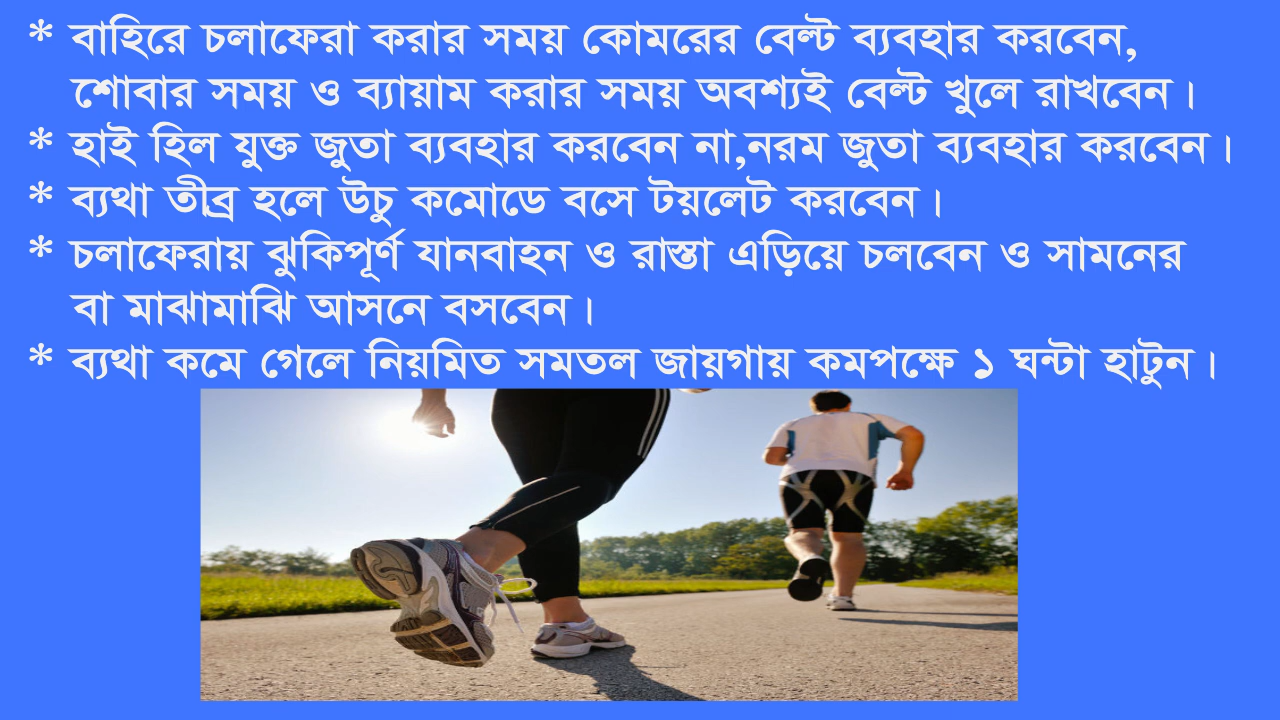 * বাহিরে চলাফেরা করার সময় কোমরের বেল্ট ব্যবহার করবেন,
শোবার সময় ও ব্যায়াম করার সময় অবশ্যই বেল্ট খুলে রাখবেন।
* হাই হিল যুক্ত জুতা ব্যবহার করবেন না,নরম জুতা ব্যবহার করবেন।
* ব্যথা তীব্র হলে উচু কমোডে বসে টয়লেট করবেন।
* চলাফেরায় ঝুকিপূর্ণ যানবাহন ও রাস্তা এড়িয়ে চলবেন ও সামনের
বা মাঝামাঝি আসনে বসবেন।
* ব্যথা কমে গেলে নিয়মিত সমতল জায়গায় কমপক্ষে ১ ঘন্টা হাটুন।